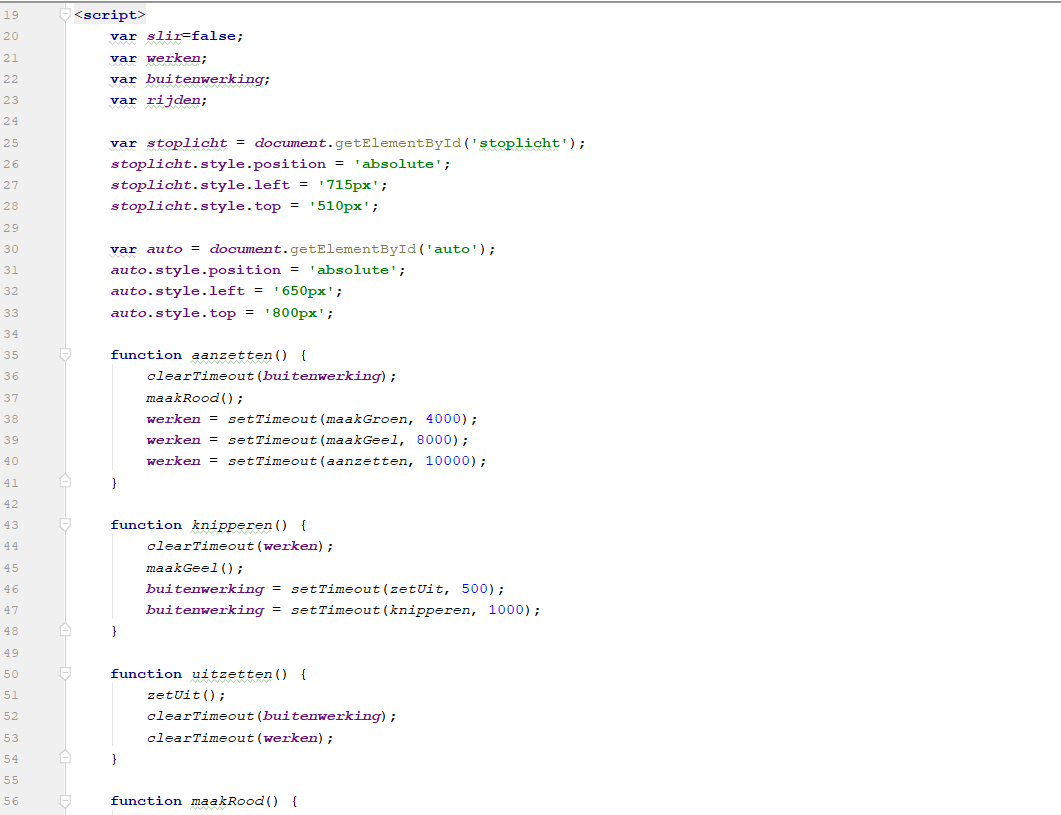 19 <script>
20 var slir=false;
21 var werken;
22 var buitenwerking;
23 var rijden;
24
25 var stoplicht = document.getElementById('stoplicht');
26 stoplicht.style.position = 'absolute';
27 stoplicht.style.left = '715px';
28 stoplicht.style.top = '510px';
29
30 var auto = document.getElementById('auto');
31 auto.style.position = 'absolute';
32 auto.style.left = '650px';
33 auto.style.top = '800px';
34
35 function aanzetten() {
36 clearTimeout(buitenwerking);
37 maakRood();
38 werken = setTimeout(maakGroen, 4000);
39 werken = setTimeout(maakGeel, 8000);
40 werken = setTimeout(aanzetten, 10000);
41 }
42
43 function knipperen() {
44 clearTimeout(werken);
45 maakGeel();
46 buitenwerking = setTimeout(zetUit, 500);
47 buitenwerking = setTimeout(knipperen, 1000);
48 }
49
50 function uitzetten() {
51 zetUit();
52 clearTimeout(buitenwerking);
53 clearTimeout(werken);
54 }
55
56 function maakRood() {